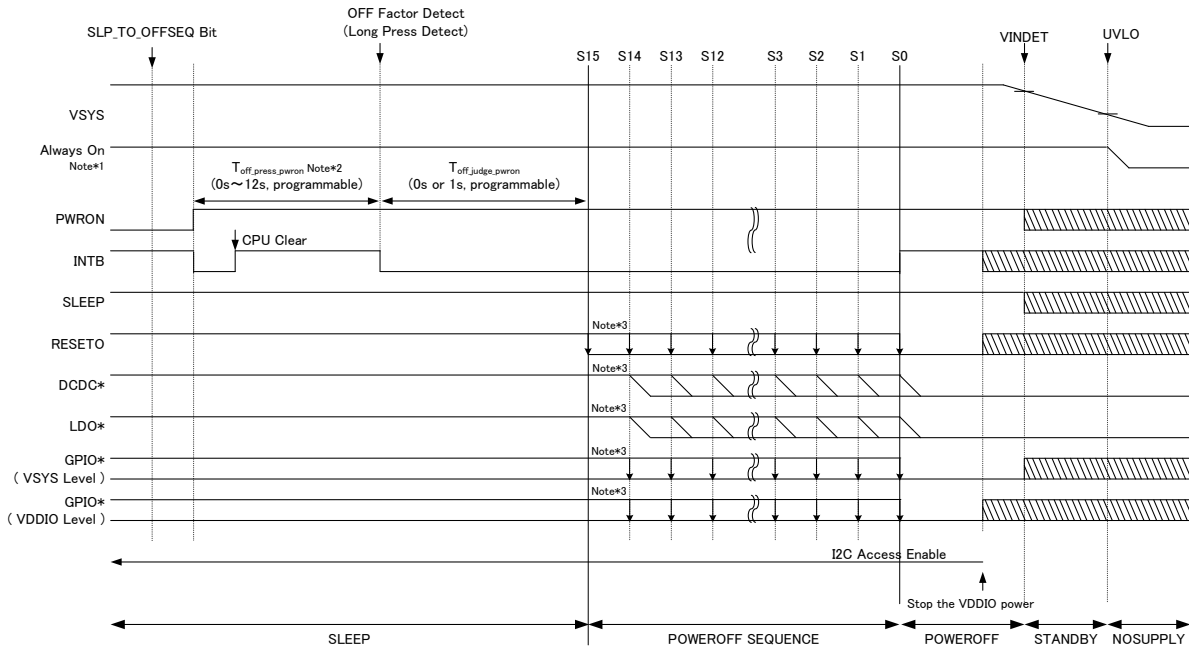 OFF Factor Detect
(Long Press Detect)
SLP_TO_OFFSEQ Bit
VINDET
UVLO
S15
S14
S13
S12
S3
S2
S1
S0
VSYS
Always On
Note*1
Toff_press_pwron Note*2
(0s～12s, programmable)
Toff_judge_pwron
(0s or 1s, programmable)
PWRON
CPU Clear
INTB
SLEEP
Note*3
RESETO
Note*3
DCDC*
Note*3
LDO*
Note*3
GPIO*
( VSYS Level )
Note*3
GPIO*
( VDDIO Level )
I2C Access Enable
Stop the VDDIO power
SLEEP
POWEROFF SEQUENCE
POWEROFF
STANDBY
NOSUPPLY